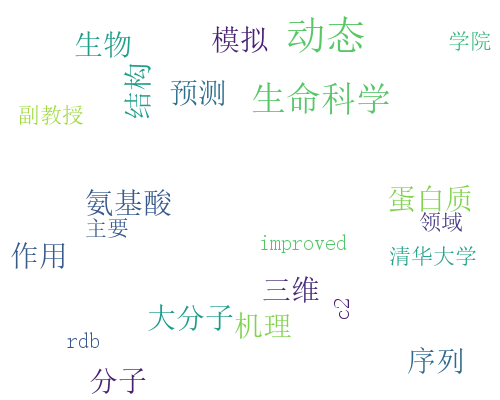 动态
模拟
学院
生物
结构
预测
生命科学
副教授
氨基酸
蛋白质
主要
领域
作用
improved
清华大学
三维
c2
大分子
机理
rdb
序列
分子